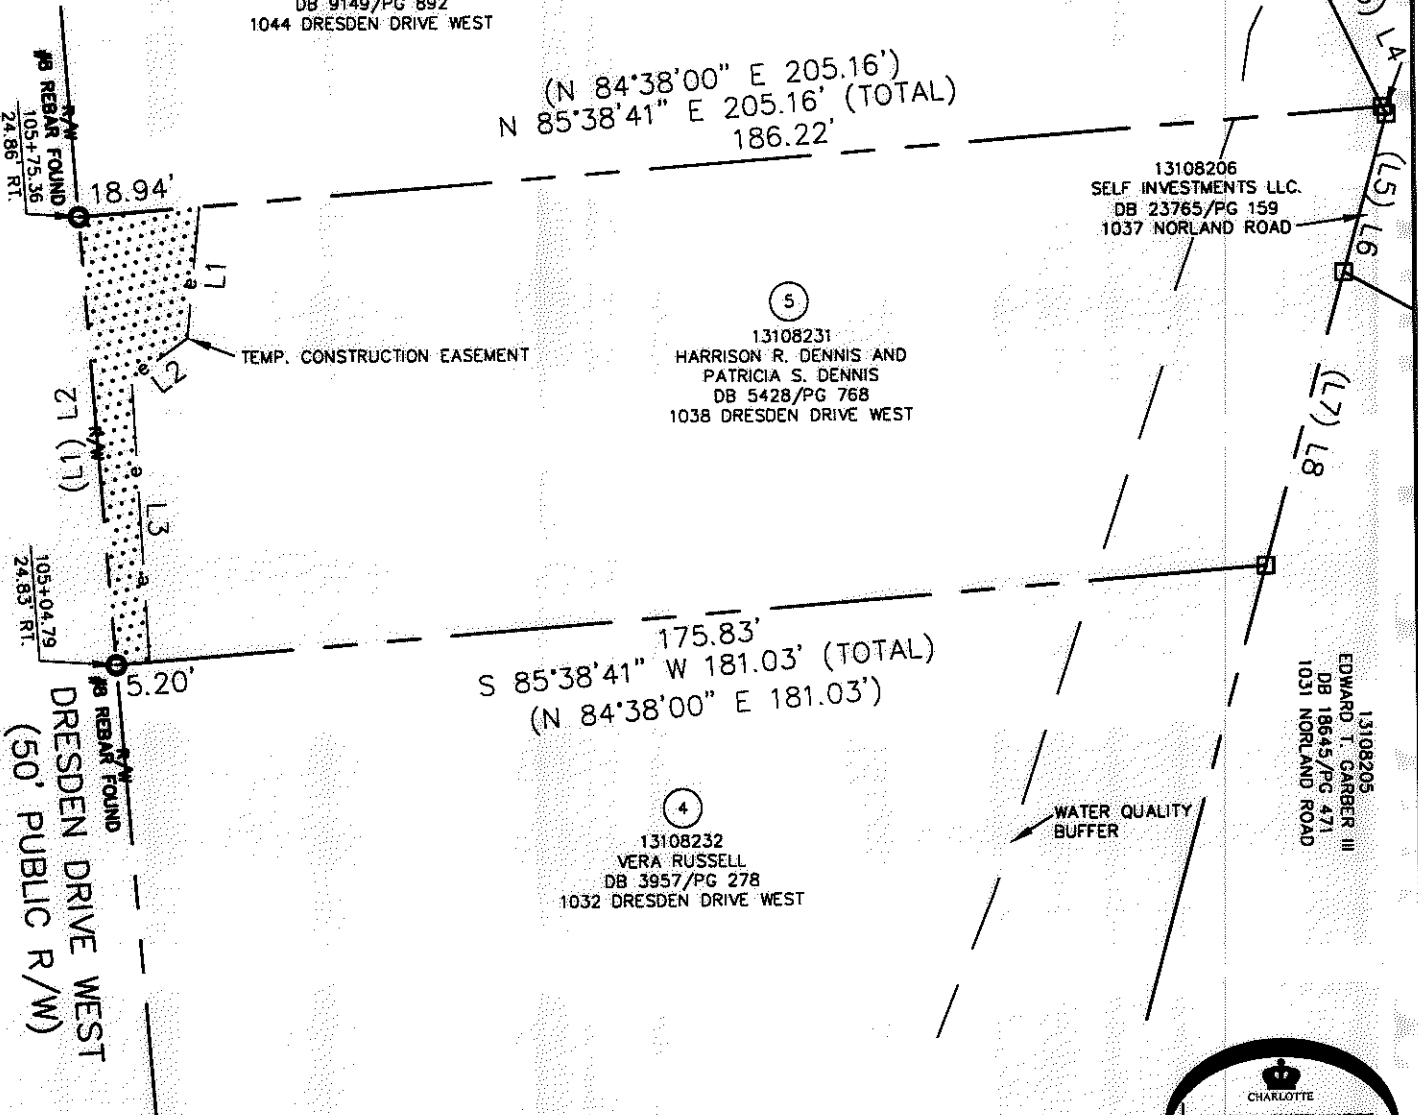 DB 9149/PG 892
1044 DRESDEN DRIVE WEST
L4
(N 84°38'00" E 205.16')
N 85°38'41" E 205.16' (TOTAL)
186.22'
#8 REBAR FOUND
R/W
105+75.36
24.86' RT.
18.94'
13108206
SELF INVESTMENTS LLC.
DB 23765/PG 159
1037 NORLAND ROAD
(L5) L6
L1
e
5
13108231
HARRISON R. DENNIS AND
PATRICIA S. DENNIS
DB 5428/PG 768
1038 DRESDEN DRIVE WEST
TEMP. CONSTRUCTION EASEMENT
e
L2
(L1) L2
R/W
e
L3
e
(L7) L8
105+04.79
24.83' RT.
5.20'
#8 REBAR FOUND
R/W
175.83'
S 85°38'41" W 181.03' (TOTAL)
(N 84°38'00" E 181.03')
13108205
EDWARD T. GARBER III
DB 18645/PG 471
1031 NORLAND ROAD
DRESDEN DRIVE WEST
(50' PUBLIC R/W)
4
13108232
VERA RUSSELL
DB 3957/PG 278
1032 DRESDEN DRIVE WEST
WATER QUALITY
BUFFER
CHARLOTTE